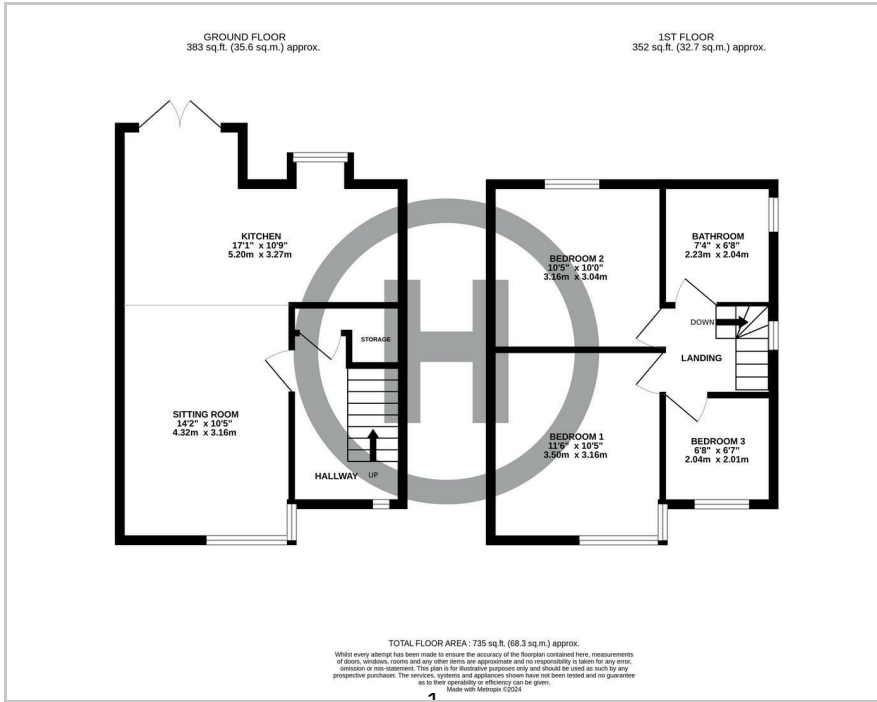 GROUND FLOOR
383 sq.ft. (35.6 sq.m.) approx.
1ST FLOOR
352 sq.ft. (32.7 sq.m.) approx.
KITCHEN
17'1" x 10'9"
5.20m x 3.27m
STORAGE
SITTING ROOM
14'2" x 10'5"
4.32m x 3.16m
HALLWAY
UP
BEDROOM 2
10'5" x 10'0"
3.16m x 3.04m
BATHROOM
7'4" x 6'8"
2.23m x 2.04m
DOWN
LANDING
BEDROOM 1
11'6" x 10'5"
3.50m x 3.16m
BEDROOM 3
6'8" x 6'7"
2.04m x 2.01m
H
TOTAL FLOOR AREA : 735 sq.ft. (68.3 sq.m.) approx.
Whilst every attempt has been made to ensure the accuracy of the floorplan contained here, measurements
of doors, windows, rooms and any other items are approximate and no responsibility is taken for any error,
omission or mis-statement. This plan is for illustrative purposes only and should be used as such by any
prospective purchaser. The services, systems and appliances shown have not been tested and no guarantee
as to their operability or efficiency can be given.
Made with Metropix ©2024